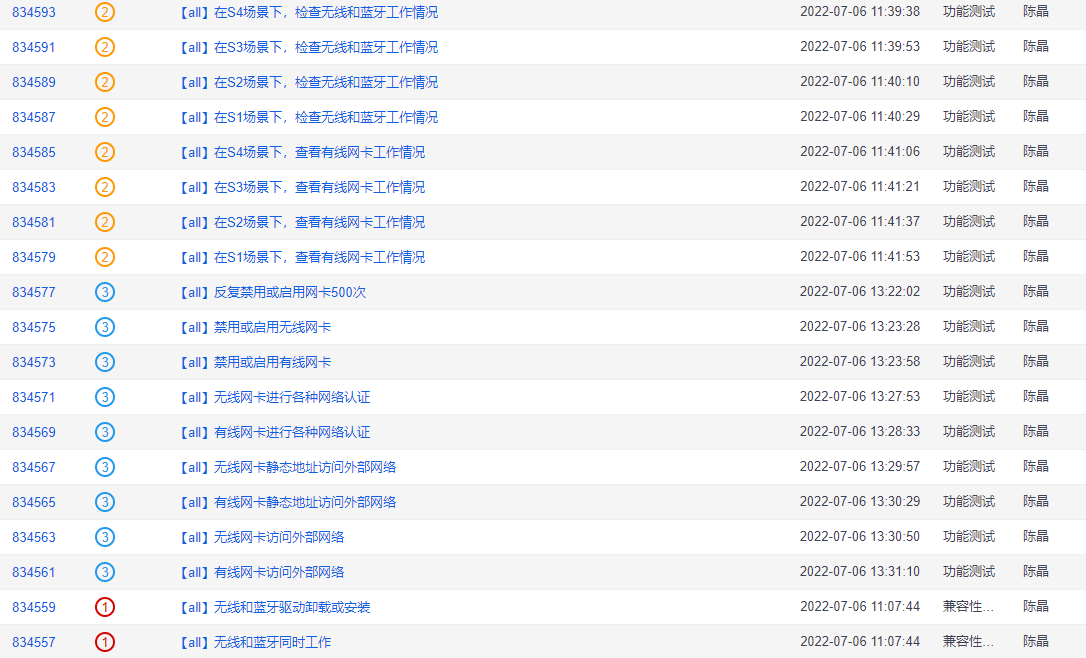 834593 2 【all】在S4场景下，检查无线和蓝牙工作情况 2022-07-06 11:39:38 功能测试 陈晶
834591 2 【all】在S3场景下，检查无线和蓝牙工作情况 2022-07-06 11:39:53 功能测试 陈晶
834589 2 【all】在S2场景下，检查无线和蓝牙工作情况 2022-07-06 11:40:10 功能测试 陈晶
834587 2 【all】在S1场景下，检查无线和蓝牙工作情况 2022-07-06 11:40:29 功能测试 陈晶
834585 2 【all】在S4场景下，查看有线网卡工作情况 2022-07-06 11:41:06 功能测试 陈晶
834583 2 【all】在S3场景下，查看有线网卡工作情况 2022-07-06 11:41:21 功能测试 陈晶
834581 2 【all】在S2场景下，查看有线网卡工作情况 2022-07-06 11:41:37 功能测试 陈晶
834579 2 【all】在S1场景下，查看有线网卡工作情况 2022-07-06 11:41:53 功能测试 陈晶
834577 3 【all】反复禁用或启用网卡500次 2022-07-06 13:22:02 功能测试 陈晶
834575 3 【all】禁用或启用无线网卡 2022-07-06 13:23:28 功能测试 陈晶
834573 3 【all】禁用或启用有线网卡 2022-07-06 13:23:58 功能测试 陈晶
834571 3 【all】无线网卡进行各种网络认证 2022-07-06 13:27:53 功能测试 陈晶
834569 3 【all】有线网卡进行各种网络认证 2022-07-06 13:28:33 功能测试 陈晶
834567 3 【all】无线网卡静态地址访问外部网络 2022-07-06 13:29:57 功能测试 陈晶
834565 3 【all】有线网卡静态地址访问外部网络 2022-07-06 13:30:29 功能测试 陈晶
834563 3 【all】无线网卡访问外部网络 2022-07-06 13:30:50 功能测试 陈晶
834561 3 【all】有线网卡访问外部网络 2022-07-06 13:31:10 功能测试 陈晶
834559 1 【all】无线和蓝牙驱动卸载或安装 2022-07-06 11:07:44 兼容性... 陈晶
834557 1 【all】无线和蓝牙同时工作 2022-07-06 11:07:44 兼容性... 陈晶